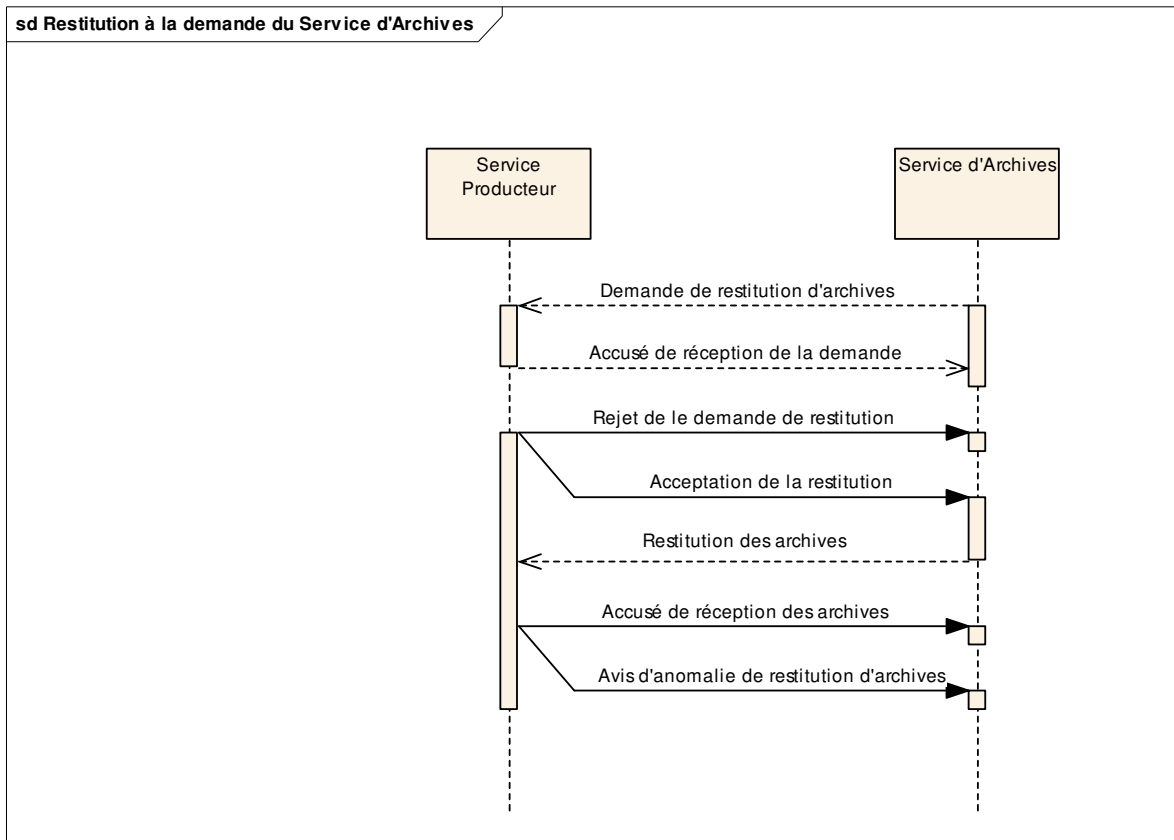 sd Restitution à la demande du Service d'Archives
Service
Producteur
Service d'Archives
Demande de restitution d'archives
Accusé de réception de la demande
Rejet de le demande de restitution
Acceptation de la restitution
Restitution des archives
Accusé de réception des archives
Avis d'anomalie de restitution d'archives